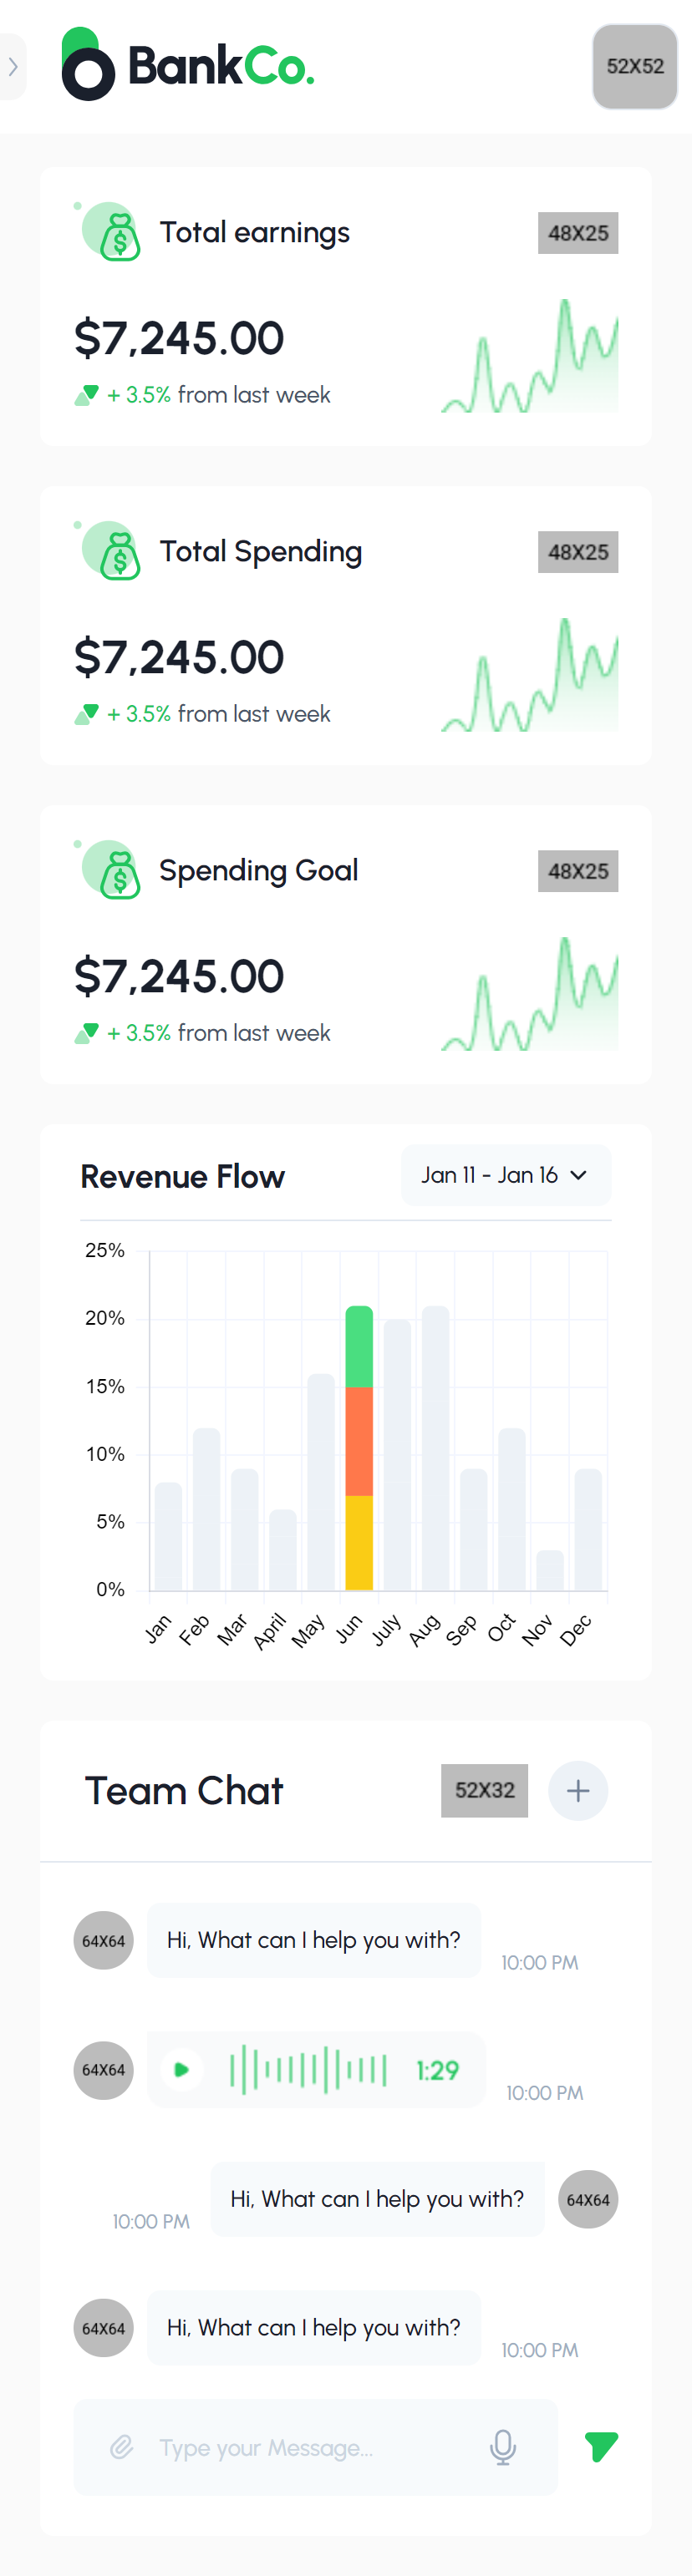 BankCo.
52X52
Total earnings
48X25
$7,245.00
+ 3.5% from last week
Total Spending
48X25
$7,245.00
+ 3.5% from last week
Spending Goal
48X25
$7,245.00
+ 3.5% from last week
Revenue Flow
Jan 11 - Jan 16
25%
20%
15%
10%
5%
0%
Jan
Feb
Mar
April
May
Jun
July
Aug
Sep
Oct
Nov
Dec
Team Chat
52X32
64X64
Hi, What can I help you with?
10:00 PM
64X64
1:29
10:00 PM
10:00 PM
Hi, What can I help you with?
64X64
64X64
Hi, What can I help you with?
10:00 PM
Type your Message...